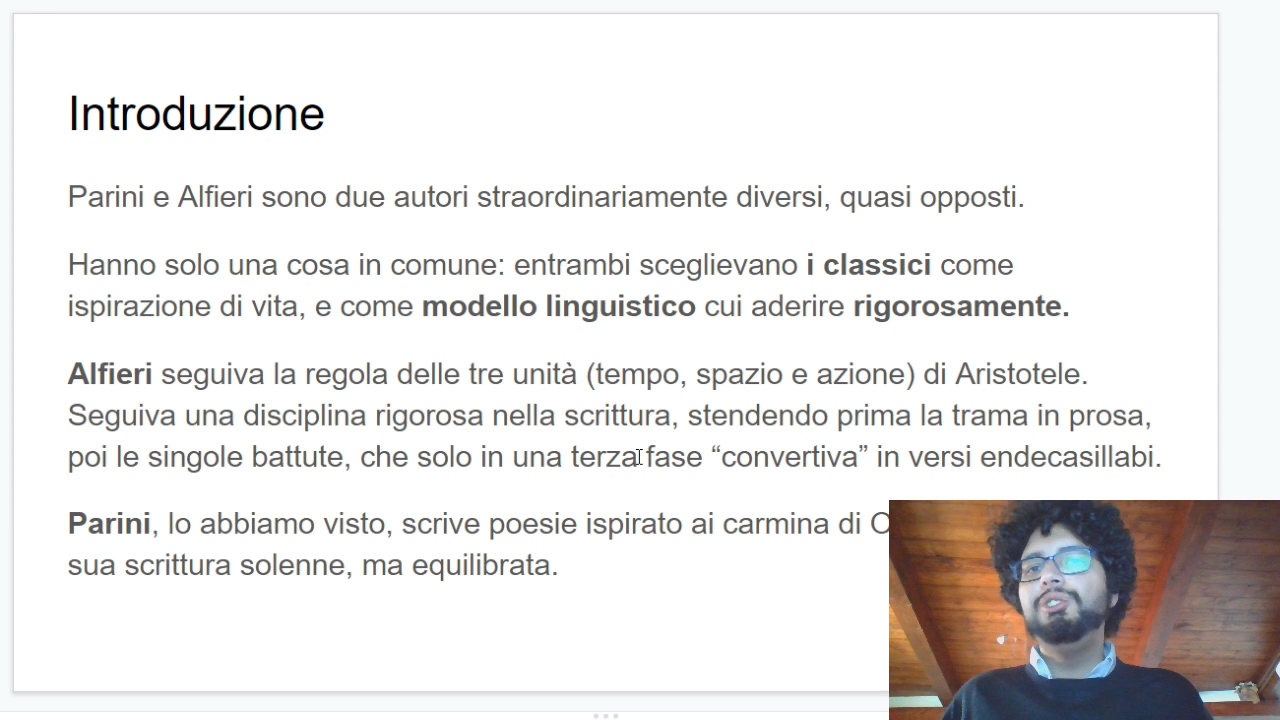 Introduzione
Parini e Alfieri sono due autori straordinariamente diversi, quasi opposti.
Hanno solo una cosa in comune: entrambi sceglievano i classici come
ispirazione di vita, e come modello linguistico cui aderire rigorosamente.
Alfieri seguiva la regola delle tre unità (tempo, spazio e azione) di Aristotele.
Seguiva una disciplina rigorosa nella scrittura, stendendo prima la trama in prosa,
poi le singole battute, che solo in una terza fase “convertiva” in versi endecasillabi.
Parini, lo abbiamo visto, scrive poesie ispirato ai carmina di
sua scrittura solenne, ma equilibrata.